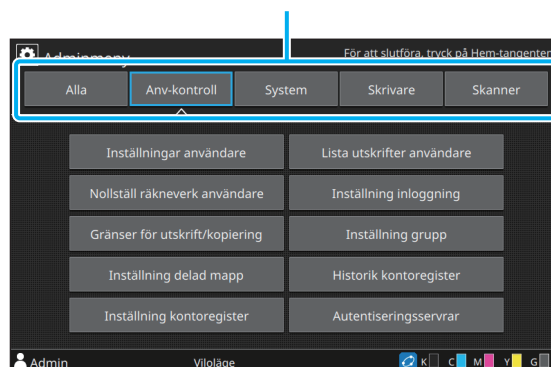 Adminmeny
För att slutföra, tryck på Hem-tangenten
Alla
Anv-kontroll
System
Skrivare
Skanner
Inställningar användare
Lista utskrifter användare
Nollställ räkneverk användare
Inställning inloggning
Gränser för utskrift/kopiering
Inställning grupp
Inställning delad mapp
Historik kontoregister
Inställning kontoregister
Autentiseringsservrar
Admin
Viloläge
K C M Y G